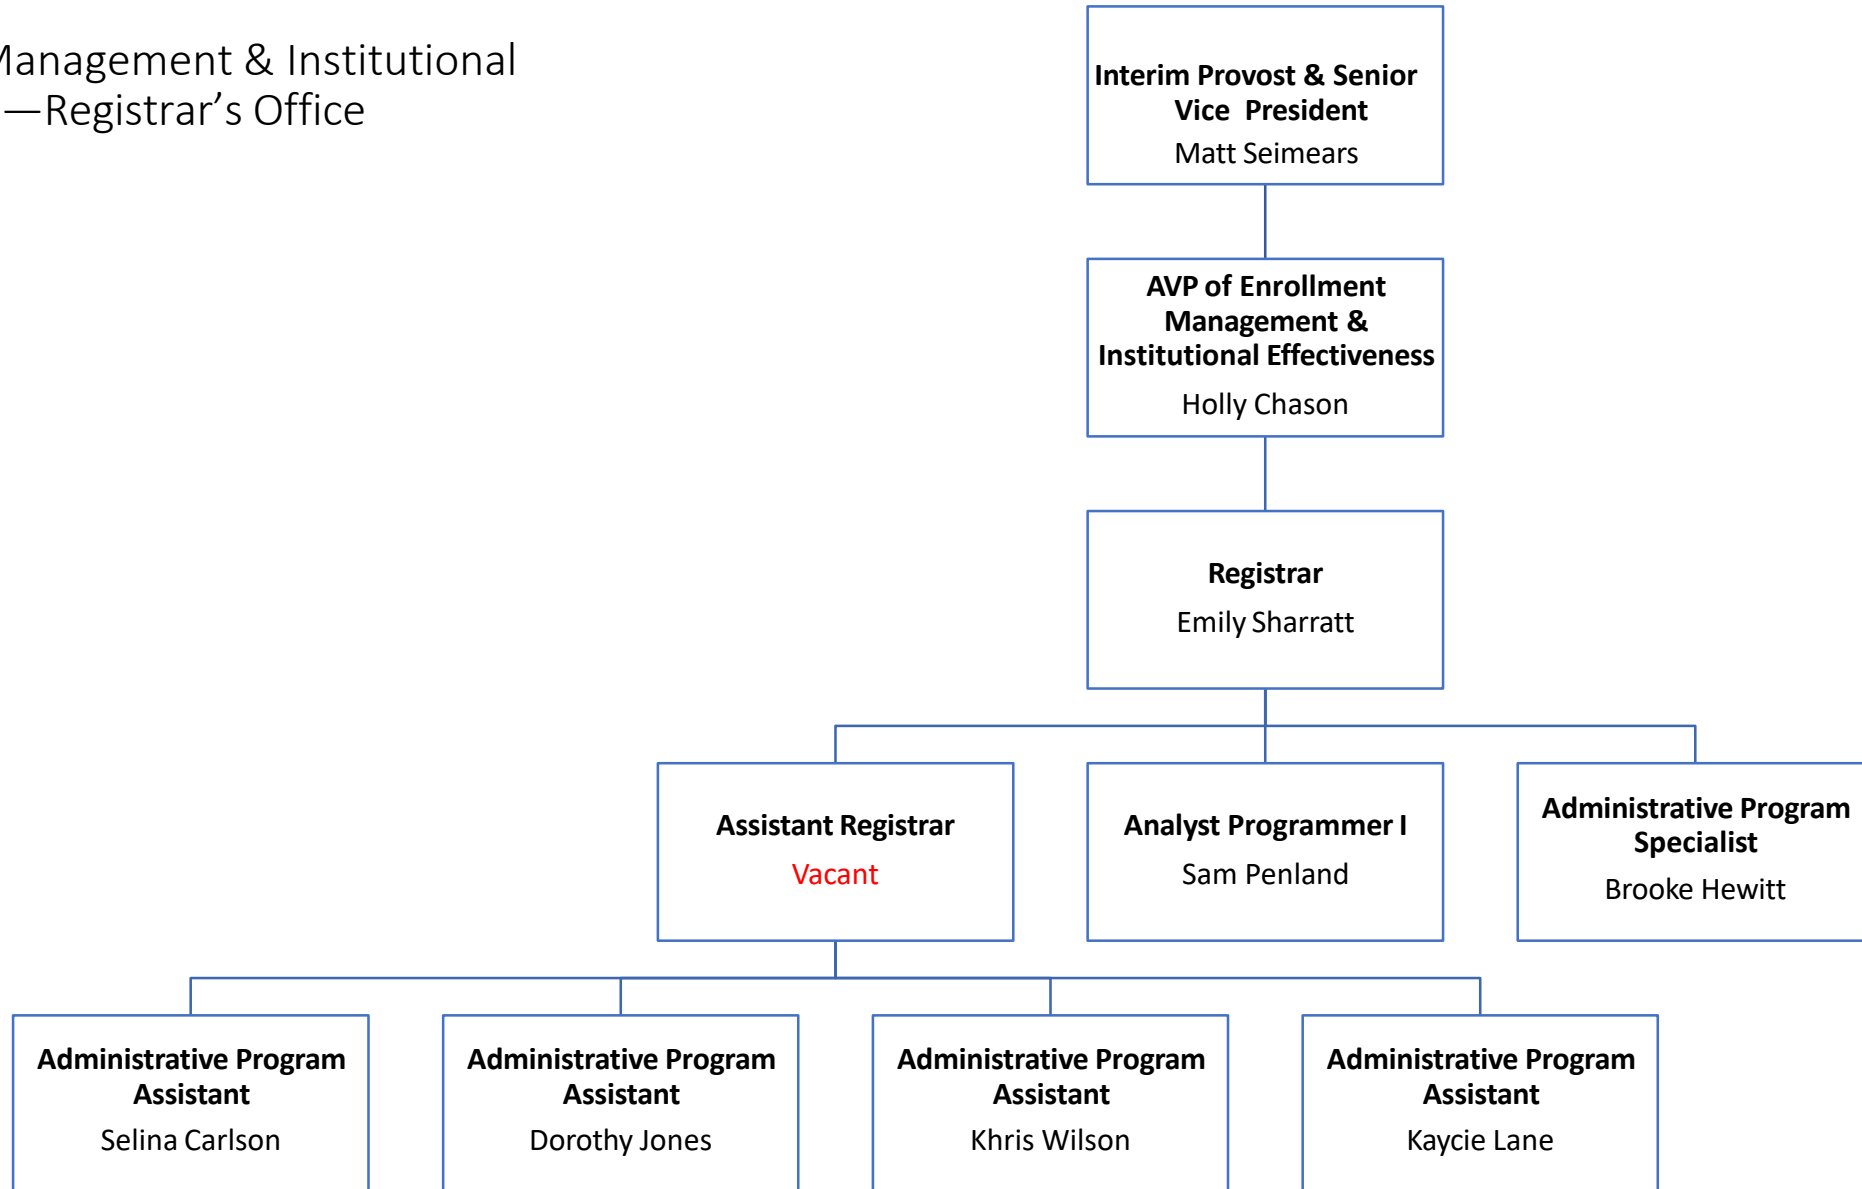 Management & Institutional
—Registrar’s Office
Interim Provost & Senior
Vice President
Matt Seimears
AVP of Enrollment
Management &
Institutional Effectiveness
Holly Chason
Registrar
Emily Sharratt
Assistant Registrar
Vacant
Analyst Programmer I
Sam Penland
Administrative Program
Specialist
Brooke Hewitt
Administrative Program
Assistant
Selina Carlson
Administrative Program
Assistant
Dorothy Jones
Administrative Program
Assistant
Khris Wilson
Administrative Program
Assistant
Kaycie Lane